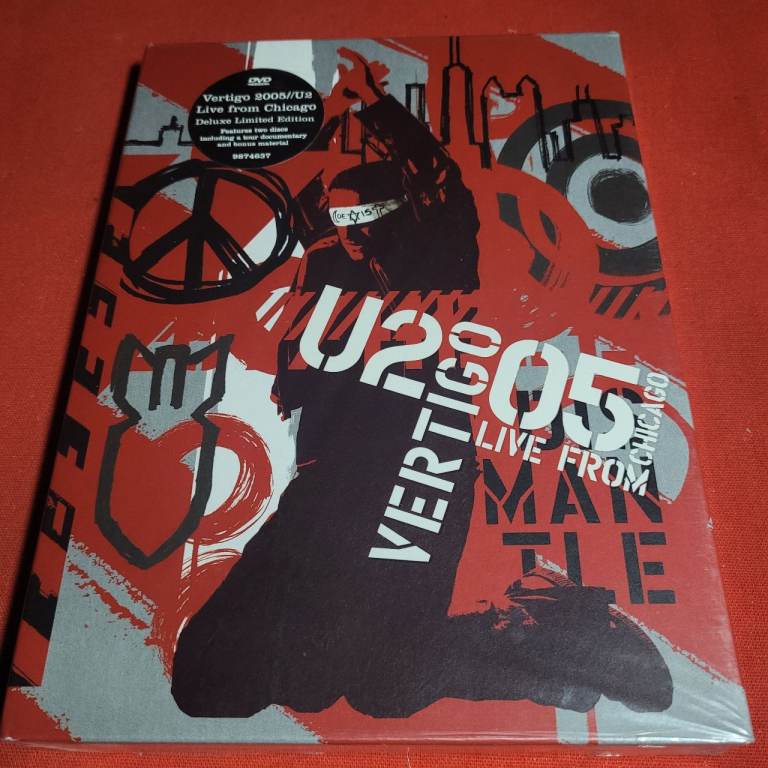 DVD
Vertigo 2005//U2
Live from Chicago
Deluxe Limited Edition
Features two discs
including a tour documentary
and bonus material
9874637
U2
VERTIGO
05
LIVE FROM
CHICAGO
MAN
TLE